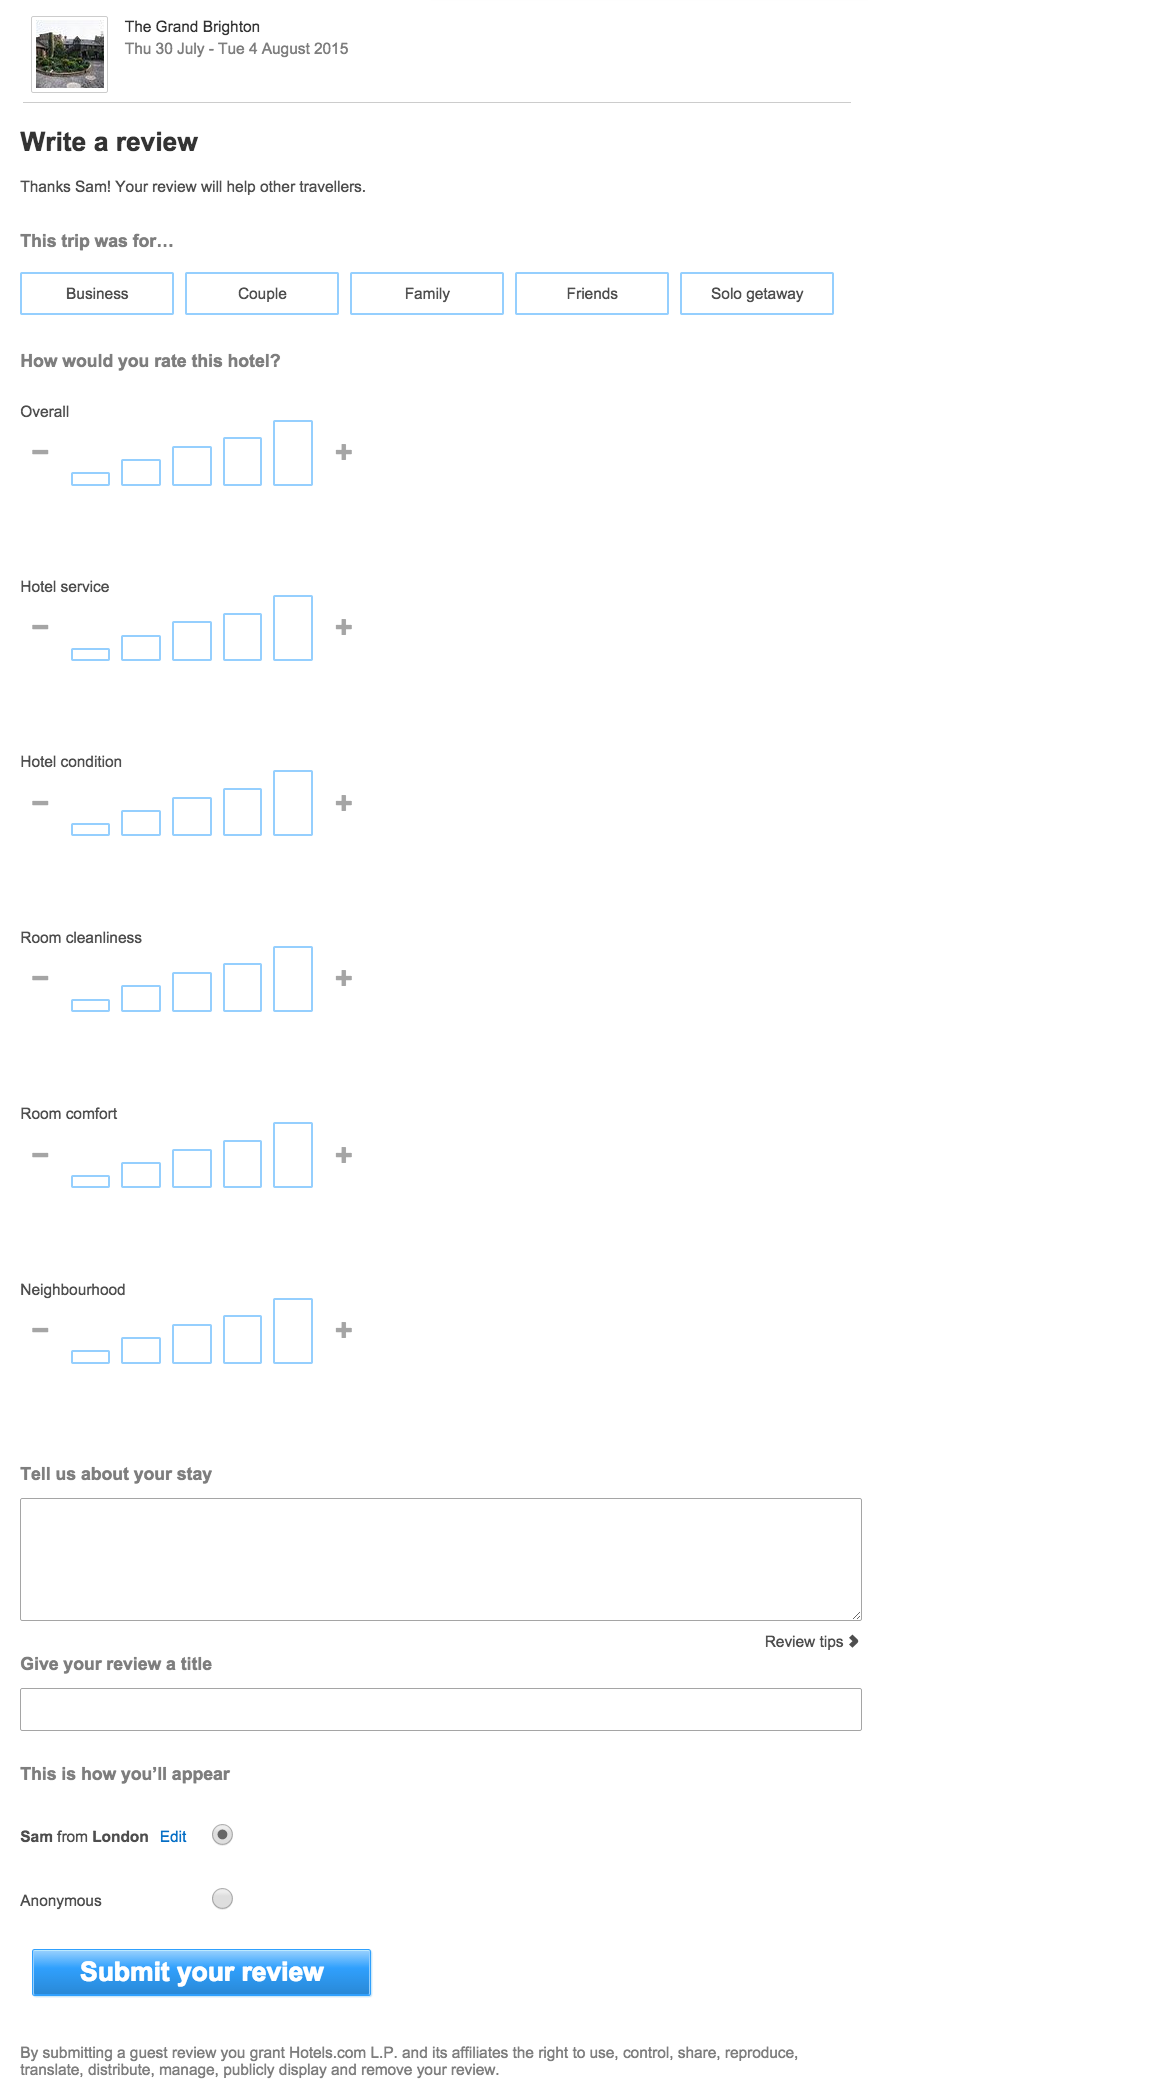 The Grand Brighton
Thu 30 July - Tue 4 August 2015
Write a review
Thanks Sam! Your review will help other travellers.
This trip was for…
Business Couple Family Friends Solo getaway
How would you rate this hotel?
Overall
Hotel service
Hotel condition
Room cleanliness
Room comfort
Neighbourhood
Tell us about your stay
Review tips
Give your review a title
This is how you’ll appear
Sam from London Edit
Anonymous
Submit your review
By submitting a guest review you grant Hotels.com L.P. and its affiliates the right to use, control, share, reproduce,
translate, distribute, manage, publicly display and remove your review.